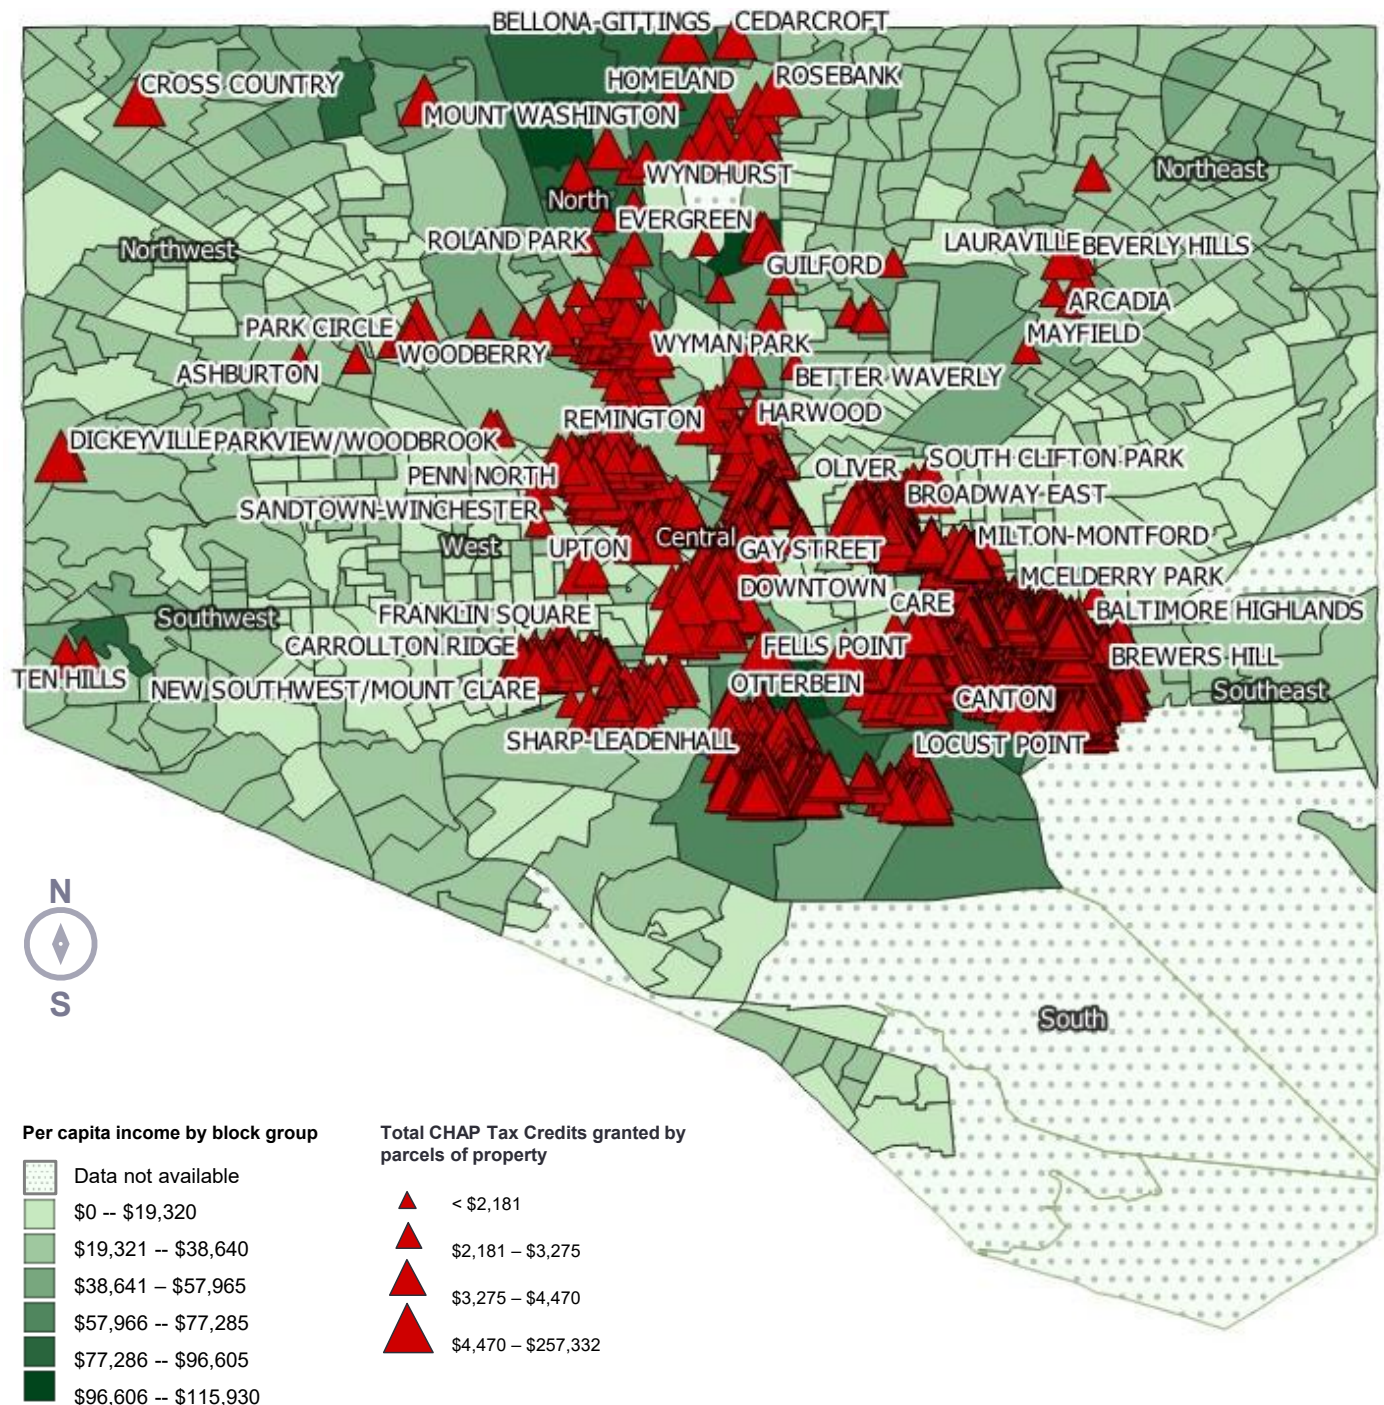 BELLONA-GITTINGS CEDARCROFT
CROSS COUNTRY
HOMELAND
ROSEBANK
MOUNT WASHINGTON
WYNDHURST
Northeast
North
EVERGREEN
ROLAND PARK
Northwest
LAURAVILLE BEVERLY HILLS
GUILFORD
ARCADIA
PARK CIRCLE
MAYFIELD
WOODBERRY
WYMAN PARK
ASHBURTON
BETTER WAVERLY
REMINGTON
HARWOOD
DICKEYVILLE PARKVIEW/WOODBROOK
SOUTH CLIFTON PARK
OLIVER
PENN NORTH
BROADWAY EAST
SANDTOWN-WINCHESTER
Central
MILTON-MONTFORD
West
UPTON
GAY STREET
MCELDERRY PARK
DOWNTOWN
CARE
BALTIMORE HIGHLANDS
FRANKLIN SQUARE
Southwest
CARROLLTON RIDGE
FELLS POINT
BREWERS HILL
TEN HILLS
OTTERBEIN
NEW SOUTHWEST/MOUNT CLARE
Southeast
CANTON
SHARP-LEADENHALL
LOCUST POINT
N
S
South
Per capita income by block group
Data not available
$0 -- $19,320
$19,321 -- $38,640
$38,641 – $57,965
$57,966 -- $77,285
$77,286 -- $96,605
$96,606 -- $115,930
Total CHAP Tax Credits granted by
parcels of property
< $2,181
$2,181 – $3,275
$3,275 – $4,470
$4,470 – $257,332